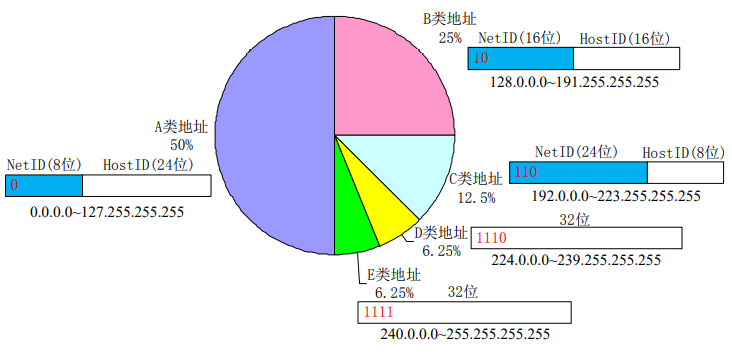 B类地址
25%
NetID(16位) HostID(16位)
10
128.0.0.0~191.255.255.255
A类地址
50%
NetID(8位) HostID(24位)
0
0.0.0.0~127.255.255.255
C类地址
12.5%
NetID(24位) HostID(8位)
110
192.0.0.0~223.255.255.255
D类地址
6.25%
32位
1110
224.0.0.0~239.255.255.255
E类地址
6.25%
32位
1111
240.0.0.0~255.255.255.255